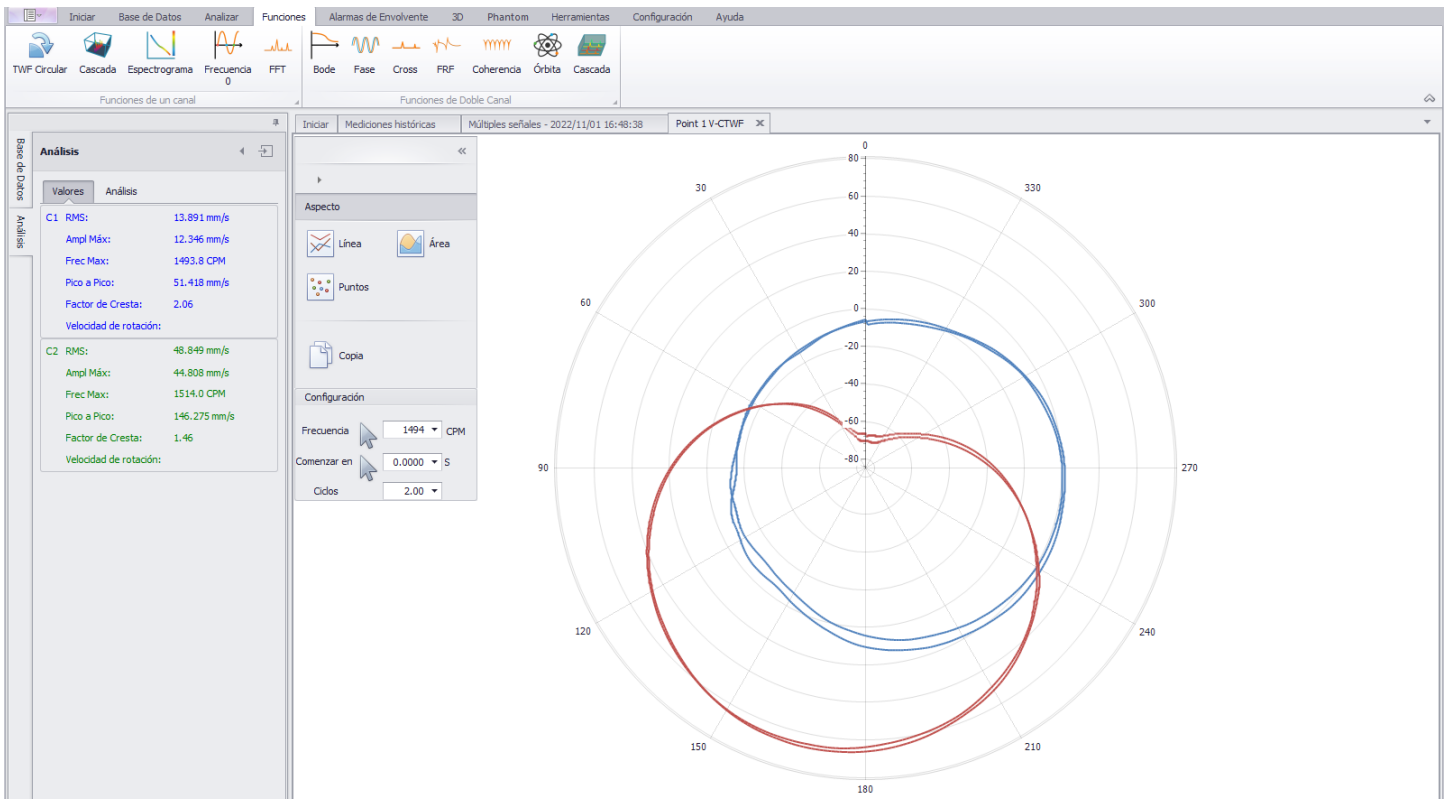 Iniciar Base de Datos Analizar Funciones Alarmas de Envolvente 3D Phantom Herramientas Configuración Ayuda
TWF Circular Cascada Espectrograma Frecuencia 0 FFT Bode Fase Cross FRF Coherencia Órbita Cascada
Funciones de un canal Funciones de Doble Canal
Iniciar Mediciones históricas Múltiples señales - 2022/11/01 16:48:38 Point 1 V-CTWF
Base de Datos
Análisis
Análisis
Valores Análisis
C1 RMS: 13.891 mm/s
Ampl Máx: 12.346 mm/s
Frec Max: 1493.8 CPM
Pico a Pico: 51.418 mm/s
Factor de Cresta: 2.06
Velocidad de rotación:
C2 RMS: 48.849 mm/s
Ampl Máx: 44.808 mm/s
Frec Max: 1514.0 CPM
Pico a Pico: 146.275 mm/s
Factor de Cresta: 1.46
Velocidad de rotación:
Aspecto
Línea Área
Puntos
Copia
Configuración
Frecuencia 1494 CPM
Comenzar en 0.0000 S
Ciclos 2.00
0
30
60
90
120
150
180
210
240
270
300
330
80
60
40
20
0
-20
-40
-60
-80